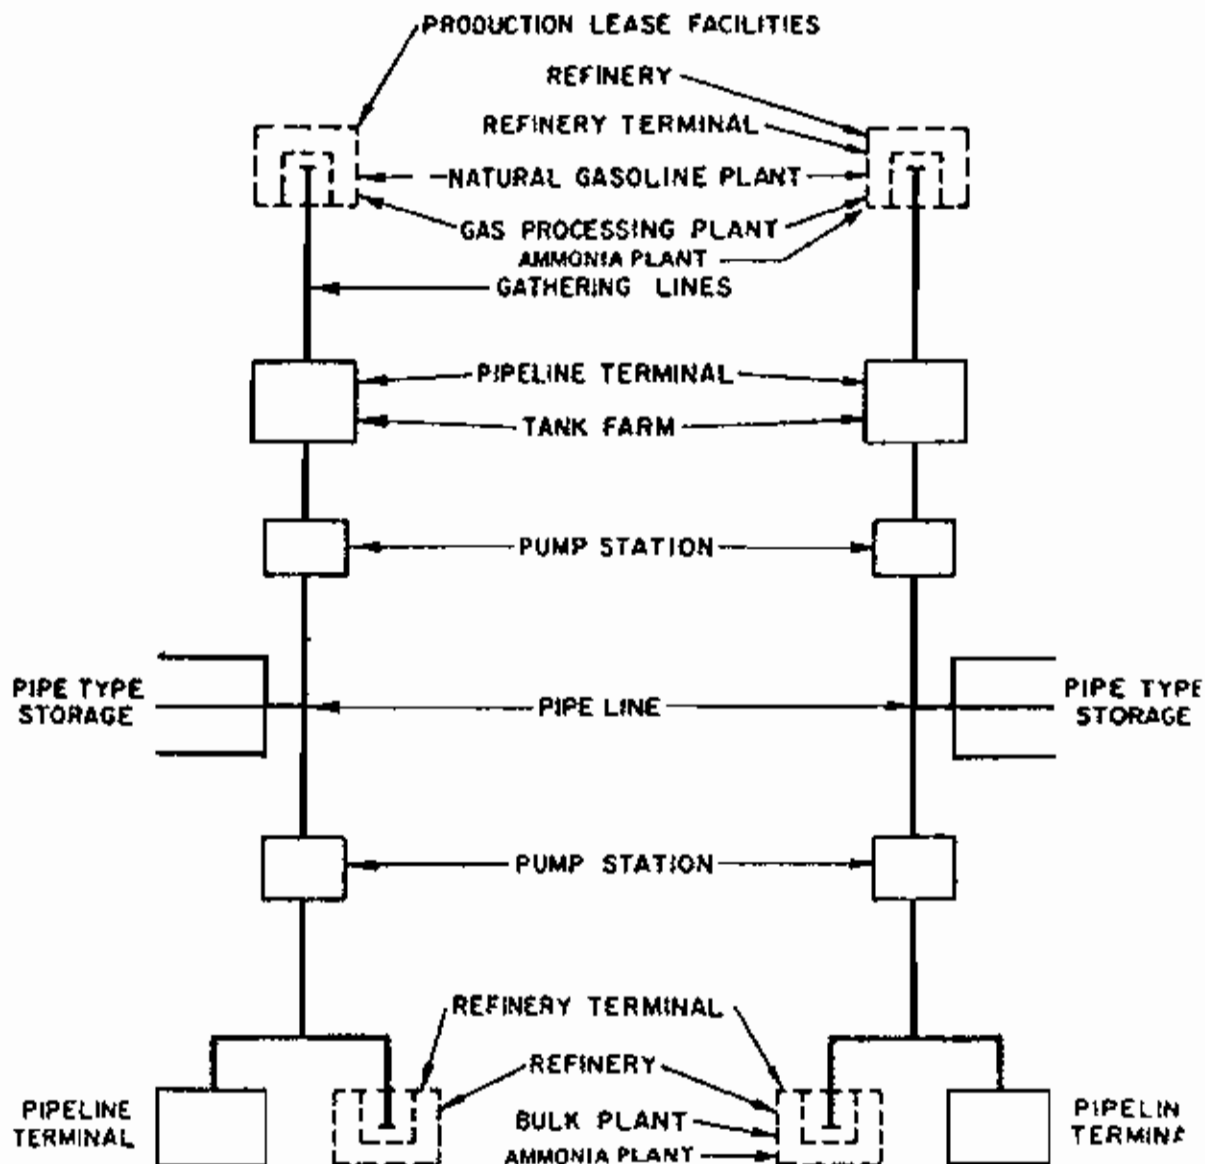 PRODUCTION LEASE FACILITIES
REFINERY
REFINERY TERMINAL
NATURAL GASOLINE PLANT
GAS PROCESSING PLANT
AMMONIA PLANT
GATHERING LINES
PIPELINE TERMINAL
TANK FARM
PUMP STATION
PIPE TYPE
STORAGE
PIPE LINE
PIPE TYPE
STORAGE
PUMP STATION
REFINERY TERMINAL
REFINERY
PIPELINE
TERMINAL
BULK PLANT
AMMONIA PLANT
PIPELIN
TERMINA